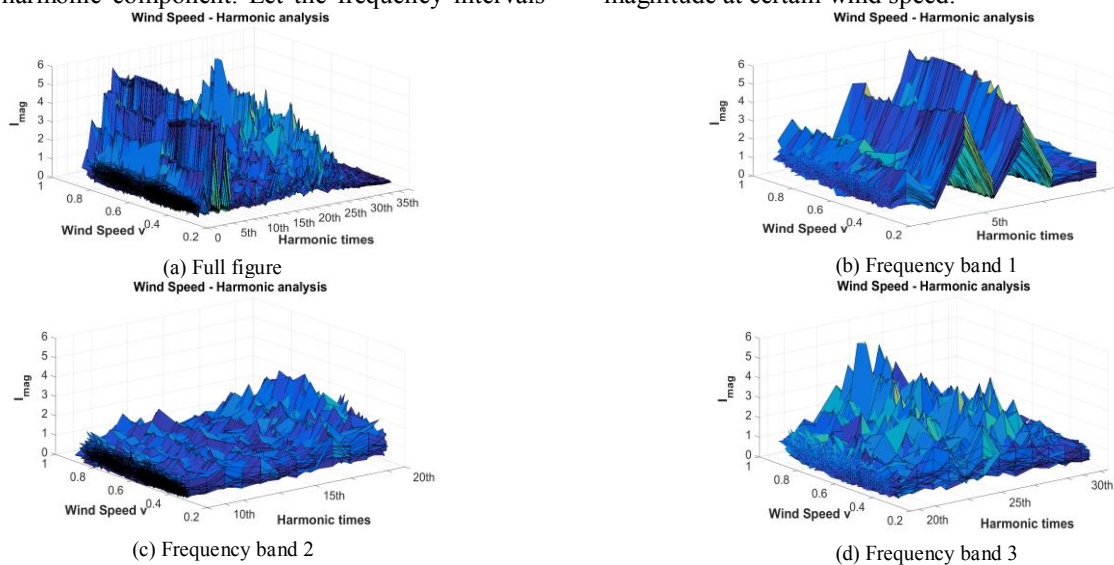 harmonic component. Let the frequency intervals
magnitude at certain wind speed.
Wind Speed - Harmonic analysis
6
5
4
3
2
1
0
I_mag
1
0.8
0.6
0.4
0.2
Wind Speed v
0
5th
10th
15th
20th
25th
30th
35th
Harmonic times
(a) Full figure
Wind Speed - Harmonic analysis
6
5
4
3
2
1
0
I_mag
1
0.8
0.6
0.4
0.2
Wind Speed v
5th
Harmonic times
(b) Frequency band 1
Wind Speed - Harmonic analysis
6
5
4
3
2
1
0
I_mag
1
0.8
0.6
0.4
0.2
Wind Speed v
10th
15th
20th
Harmonic times
(c) Frequency band 2
Wind Speed - Harmonic analysis
6
5
4
3
2
1
0
I_mag
1
0.8
0.6
0.4
0.2
Wind Speed v
20th
25th
30th
Harmonic times
(d) Frequency band 3